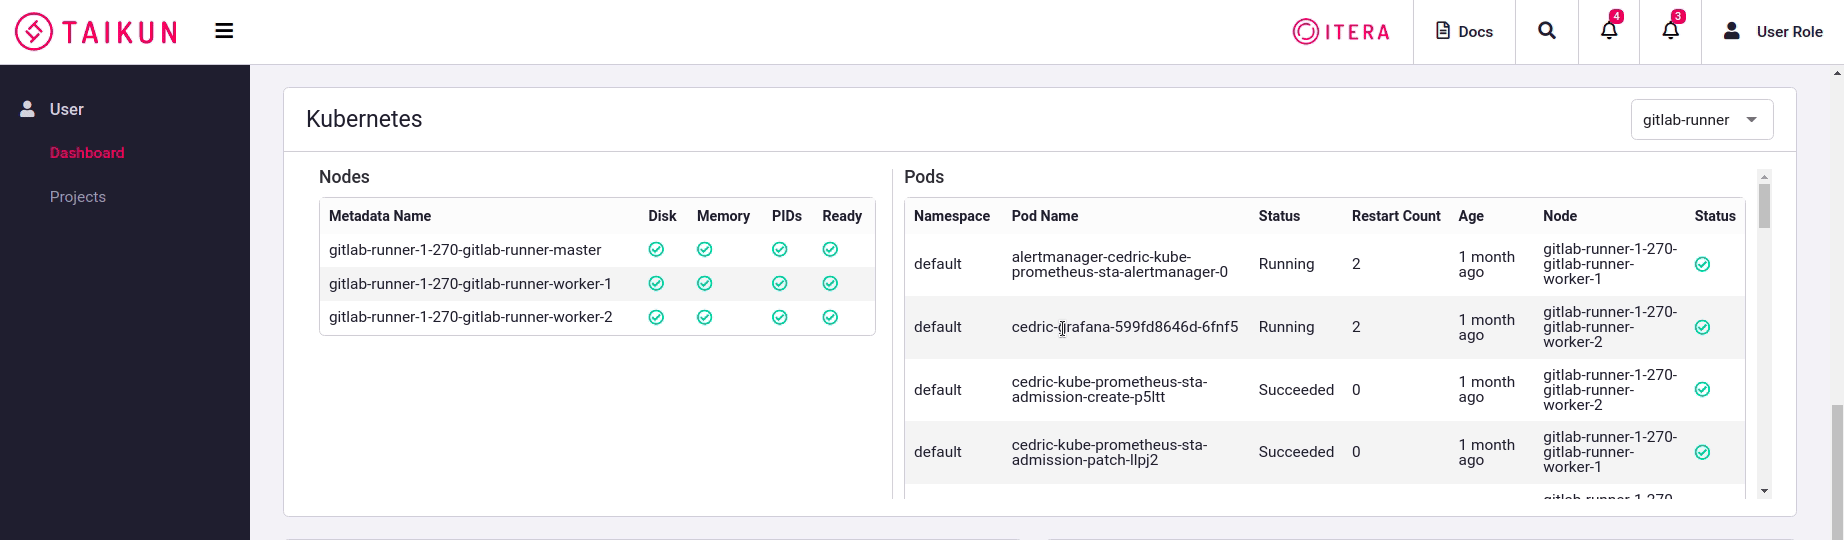 TAIKUN
ITERA
Docs
4
3
User Role
User
Dashboard
Projects
Kubernetes
gitlab-runner
Nodes
Metadata Name Disk Memory PIDs Ready
gitlab-runner-1-270-gitlab-runner-master
gitlab-runner-1-270-gitlab-runner-worker-1
gitlab-runner-1-270-gitlab-runner-worker-2
Pods
Namespace Pod Name Status Restart Count Age Node Status
default
alertmanager-cedric-kube-
prometheus-sta-alertmanager-0
Running
2
1 month
ago
gitlab-runner-1-270-
gitlab-runner-
worker-1
default
cedric-grafana-599fd8646d-6fnf5
Running
2
1 month
ago
gitlab-runner-1-270-
gitlab-runner-
worker-2
default
cedric-kube-prometheus-sta-
admission-create-p5ltt
Succeeded
0
1 month
ago
gitlab-runner-1-270-
gitlab-runner-
worker-2
default
cedric-kube-prometheus-sta-
admission-patch-llpj2
Succeeded
0
1 month
ago
gitlab-runner-1-270-
gitlab-runner-
worker-1